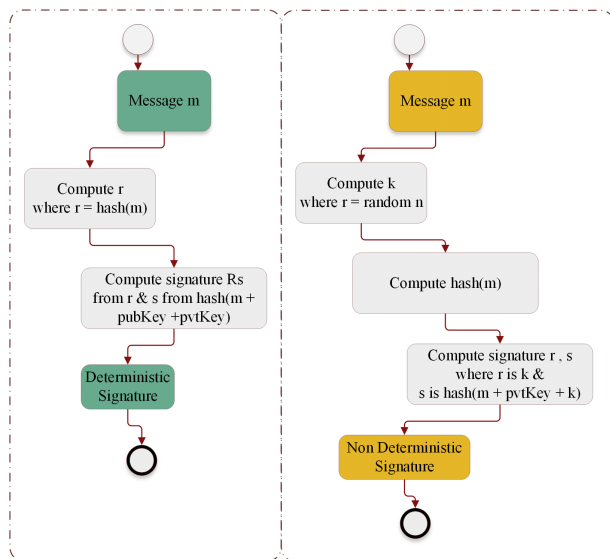 Message m
Compute r
where r = hash(m)
Compute signature Rs
from r & s from hash(m +
pubKey +pvtKey)
Deterministic
Signature
Message m
Compute k
where r = random n
Compute hash(m)
Compute signature r , s
where r is k &
s is hash(m + pvtKey + k)
Non Deterministic
Signature